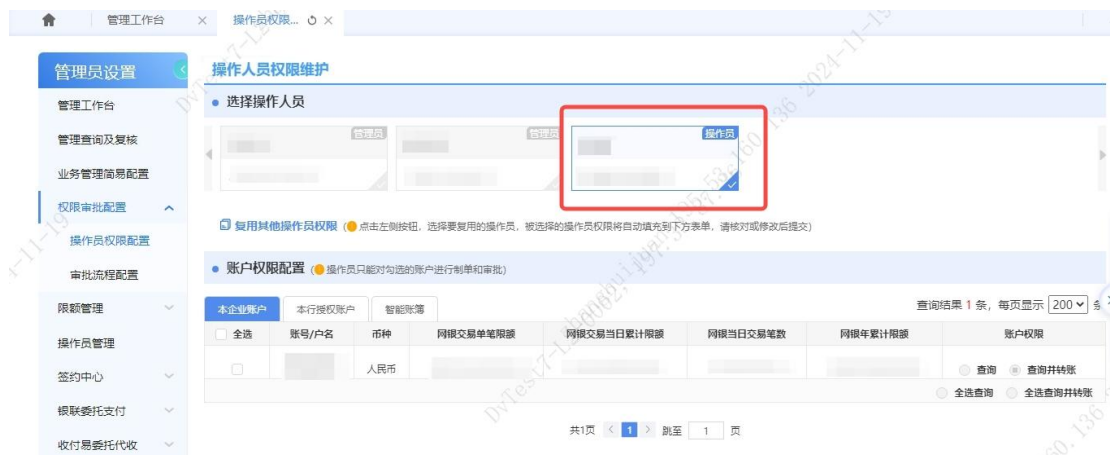 管理工作台 × 操作员权限... ×
管理员设置
管理工作台
管理查询及复核
业务管理简易配置
权限审批配置
操作员权限配置
审批流程配置
限额管理
操作员管理
签约中心
银联委托支付
收付易委托代收
操作人员权限维护
选择操作人员
管理员 管理员 操作员
复用其他操作员权限 (点击左侧按钮，选择要复用的操作员，被选择的操作员权限将自动填充到下方表单，请核对或修改后提交)
账户权限配置 (操作员只能对勾选的账户进行制单和审批)
本企业账户 本行授权账户 智能账簿 查询结果 1 条，每页显示 200
全选 账号/户名 币种 网银交易单笔限额 网银交易当日累计限额 网银当日交易笔数 网银年累计限额 账户权限
人民币 查询 查询并转账
全选查询 全选查询并转账
共1页 < 1 > 跳至 1 页